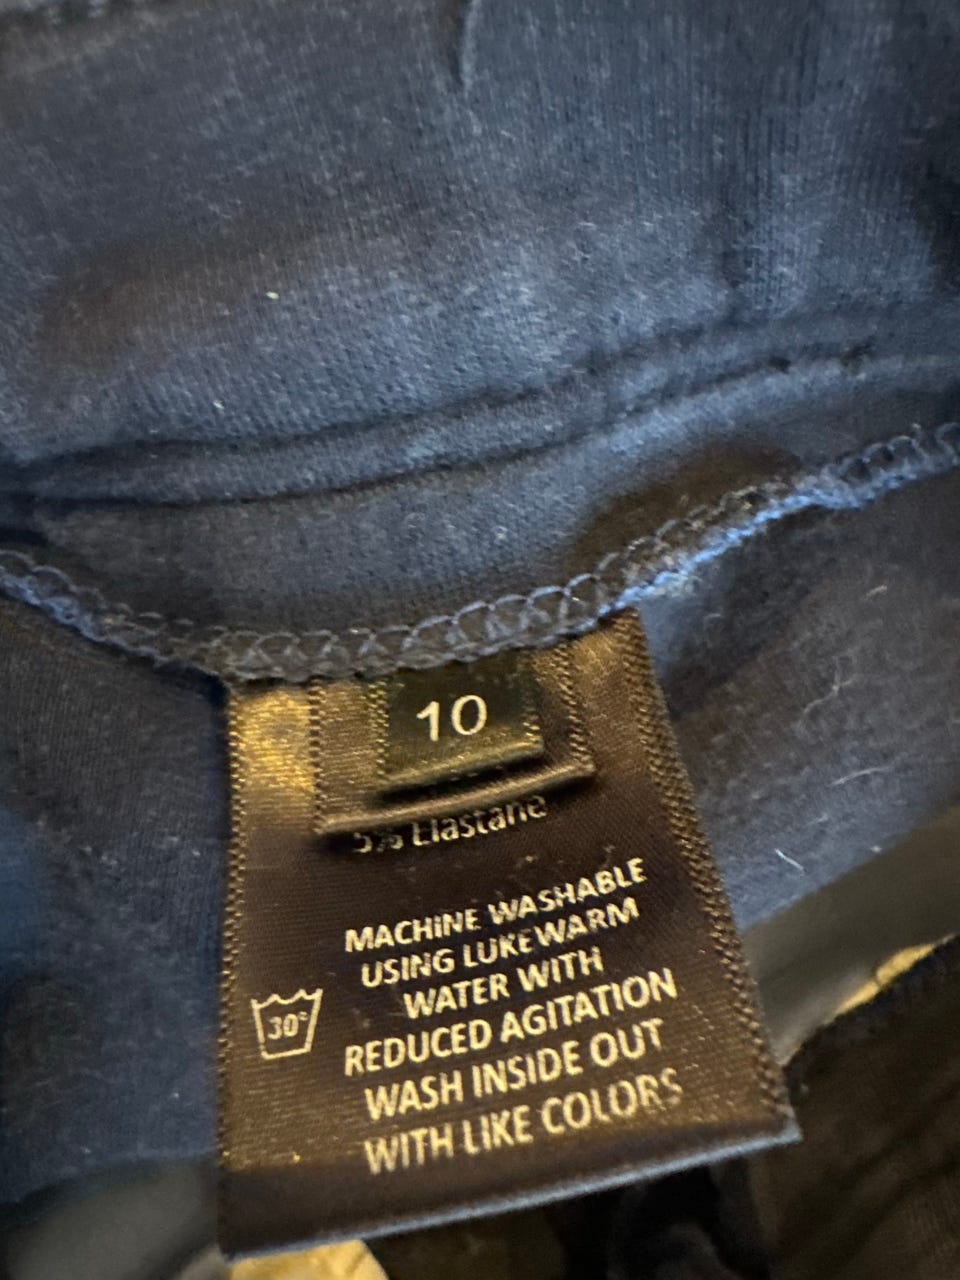 10
5% Elastane
MACHINE WASHABLE
USING LUKEWARM
WATER WITH
30°
REDUCED AGITATION
WASH INSIDE OUT
WITH LIKE COLORS